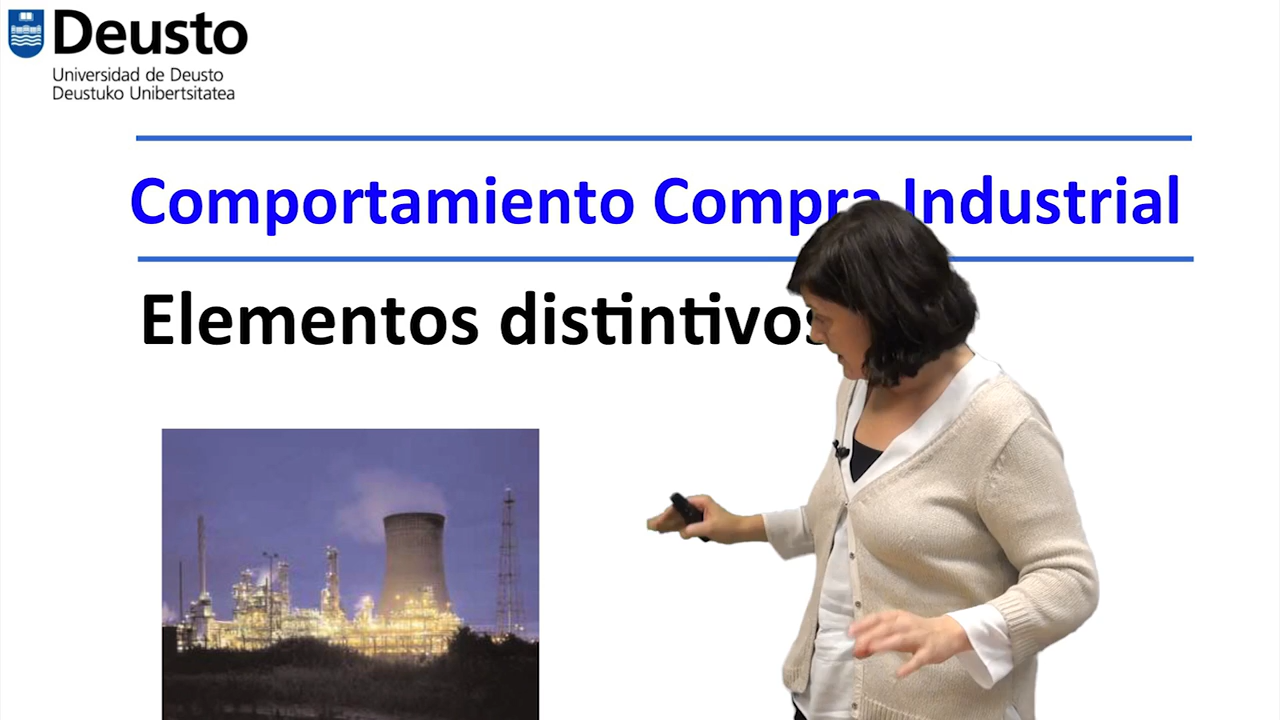 Deusto
Universidad de Deusto
Deustuko Unibertsitatea
Comportamiento Compra Industrial
Elementos distintivos